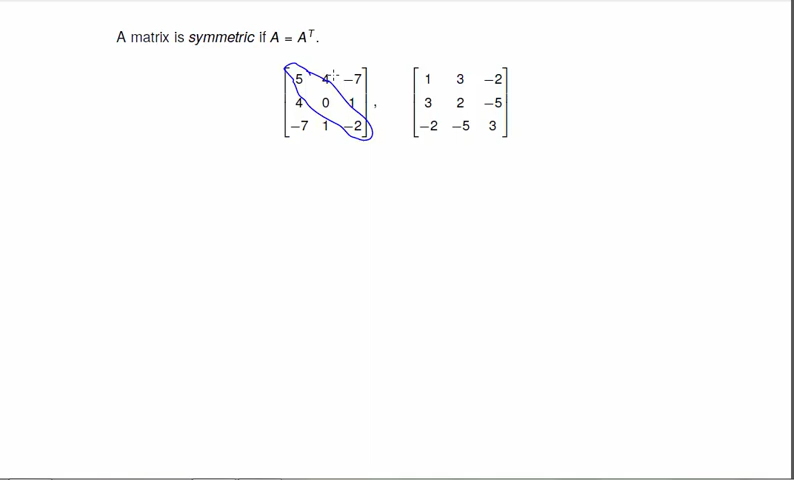 A matrix is symmetric if A = Aᵀ.
5 4 −7 1 3 −2
4 0 1 , 3 2 −5
−7 1 −2 −2 −5 3